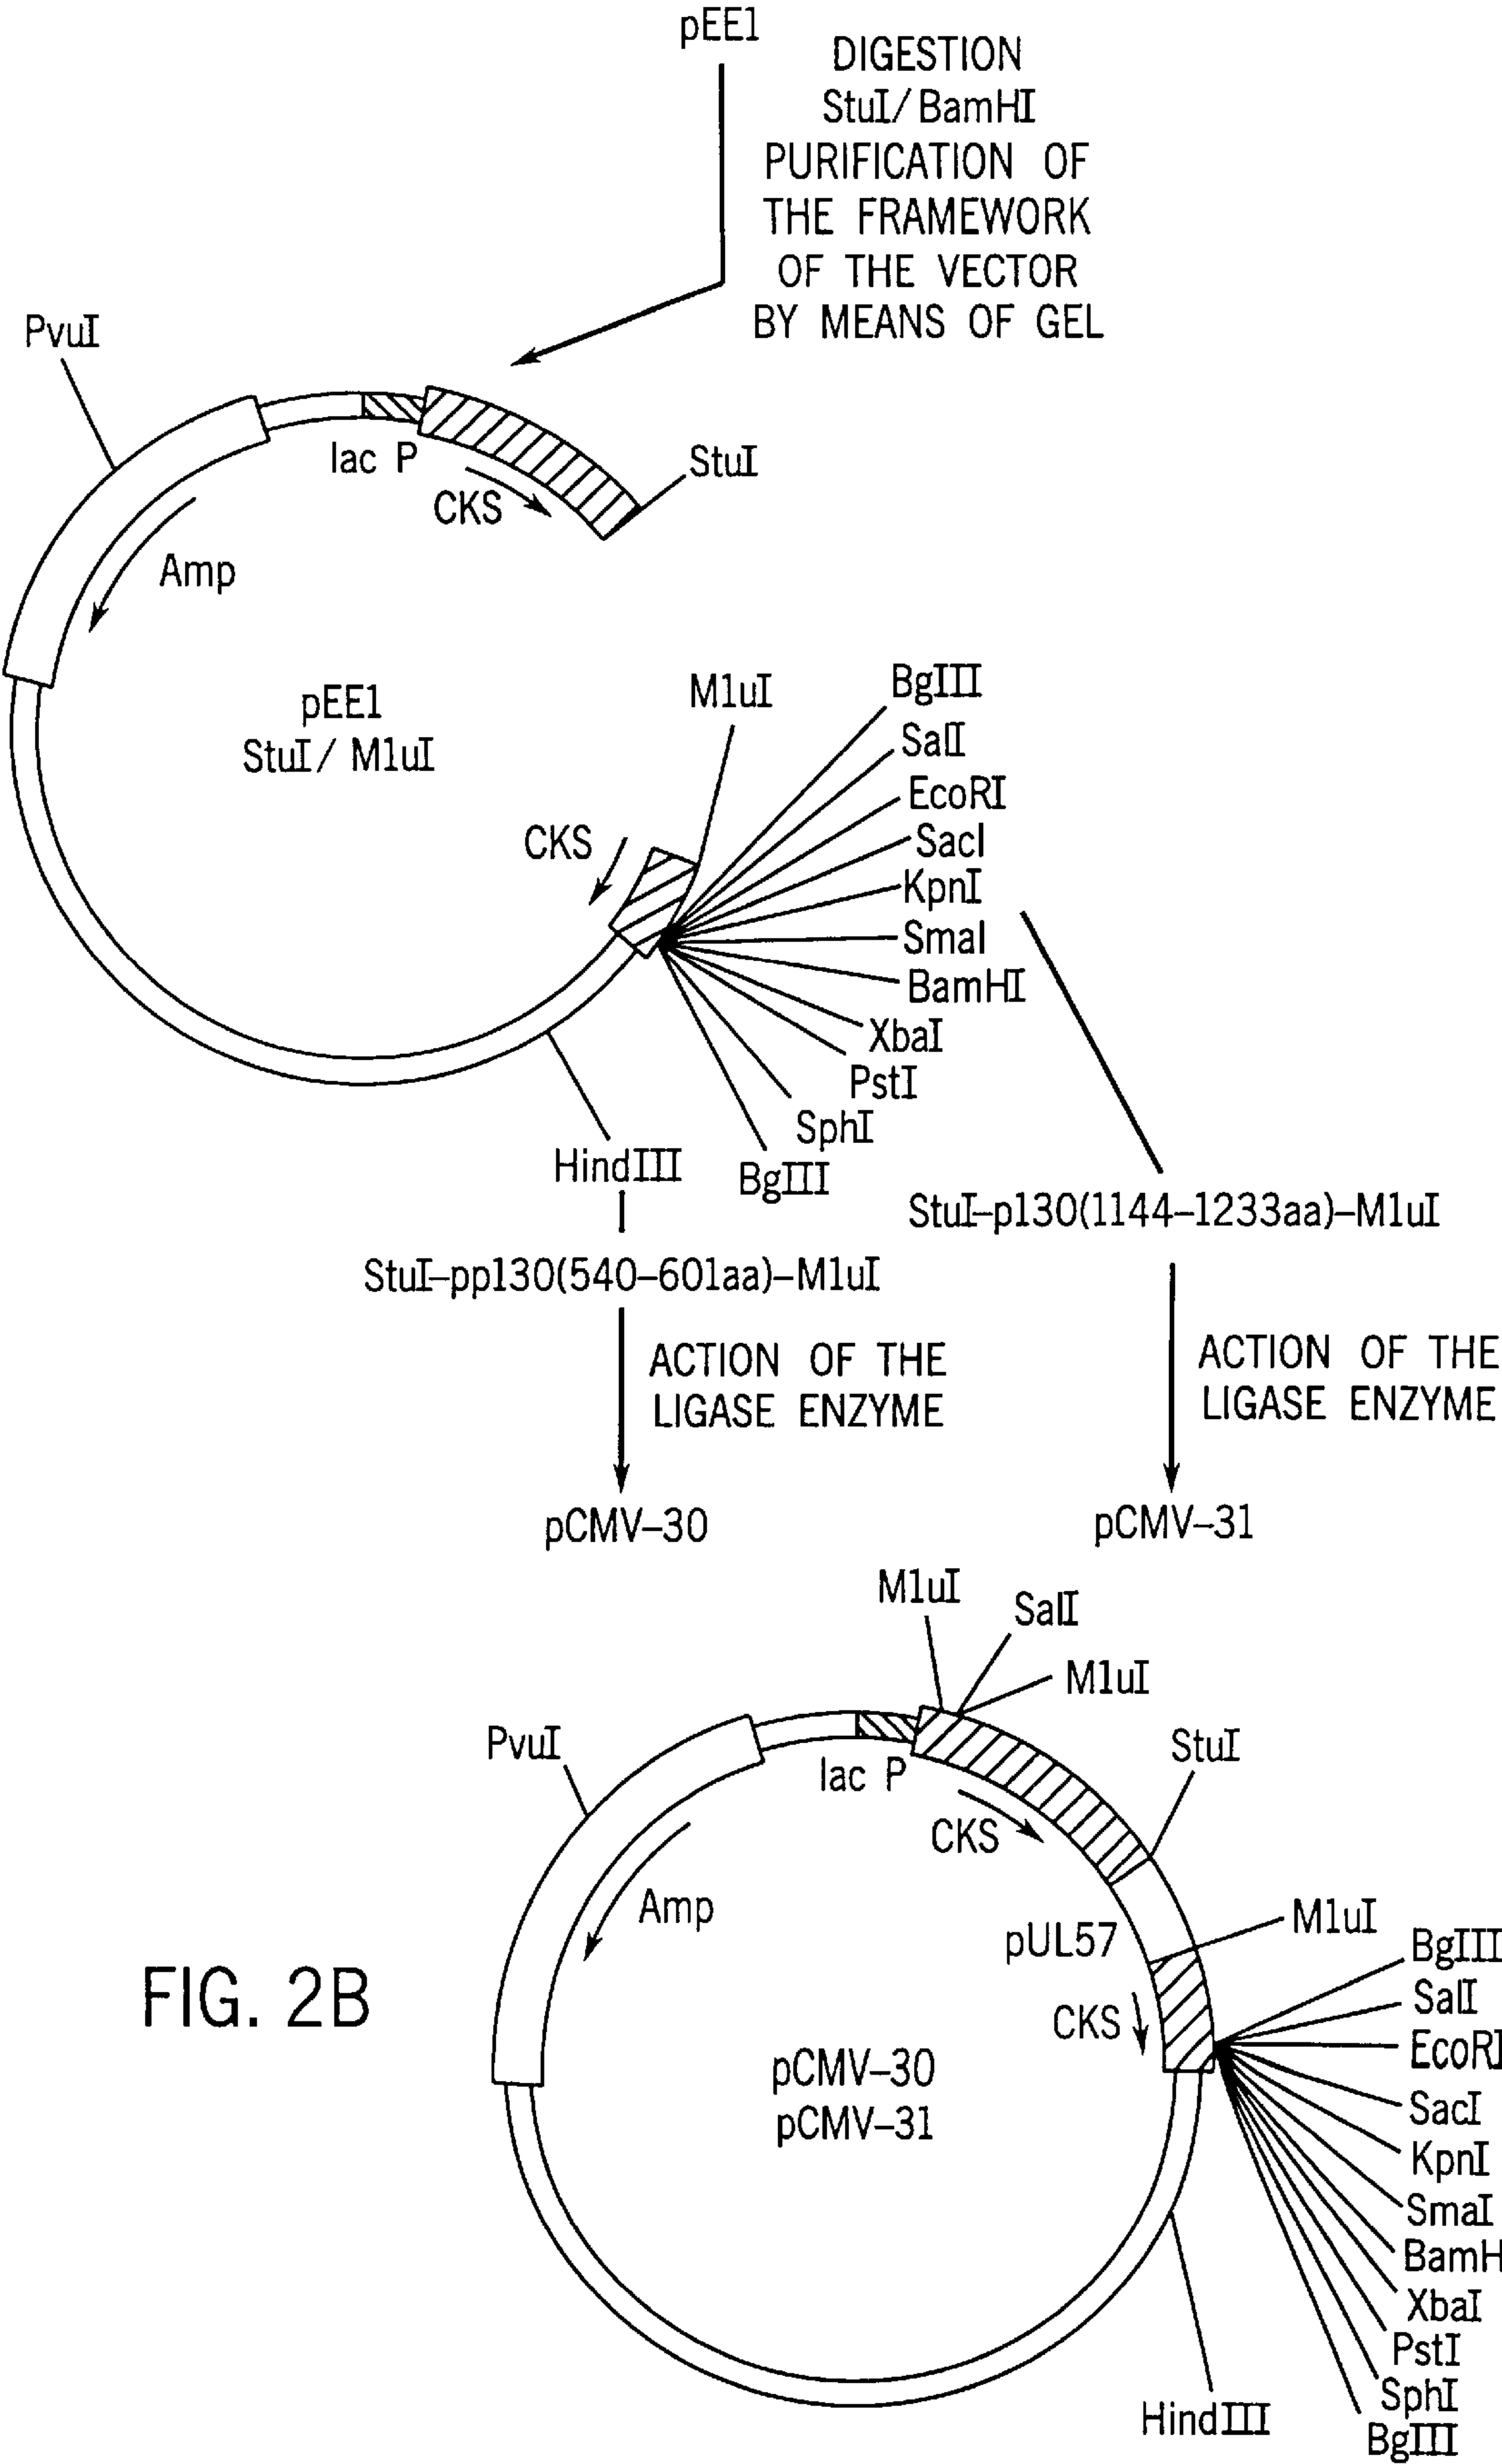 pEE1
DIGESTION
StuI/BamHI
PURIFICATION OF
THE FRAMEWORK
OF THE VECTOR
BY MEANS OF GEL
PvuI
lac P
CKS
StuI
Amp
pEE1
StuI/ M1uI
M1uI
BgIII
SalI
EcoRI
SacI
KpnI
SmaI
BamHI
XbaI
PstI
SphI
BgIII
CKS
HindIII
StuI–p130(1144–1233aa)–M1uI
StuI–pp130(540–601aa)–M1uI
ACTION OF THE
LIGASE ENZYME
ACTION OF THE
LIGASE ENZYME
pCMV–30
pCMV–31
M1uI
SalI
M1uI
PvuI
StuI
lac P
CKS
Amp
pUL57
M1uI
BgIII
SalI
EcoRI
SacI
KpnI
SmaI
BamH
XbaI
PstI
SphI
BgIII
CKS
FIG. 2B
pCMV–30
pCMV–31
HindIII